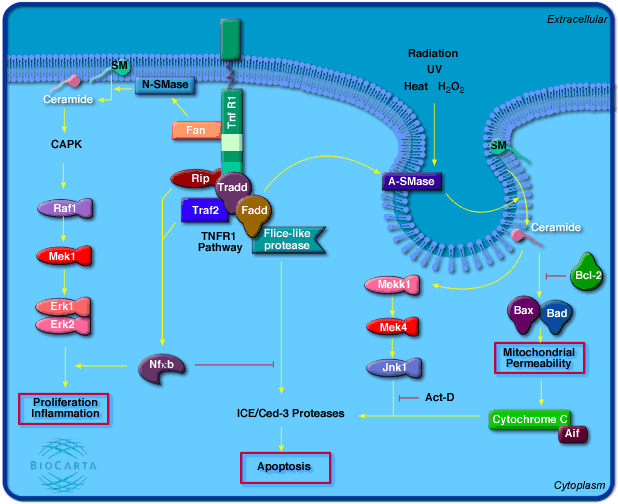 Extracellular
Radiation
UV
Heat H₂O₂
SM
N-SMase
Ceramide
Tnf R1
Fan
CAPK
SM
Rip
Tradd
A-SMase
Raf1
Traf2
Fadd
TNFR1
Pathway
Flice-like
protease
Ceramide
Mek1
Mekk1
Bcl-2
Erk1
Erk2
Mek4
Bax
Bad
Nfκb
Jnk1
Mitochondrial
Permeability
Proliferation
Inflammation
Act-D
ICE/Ced-3 Proteases
Cytochrome C
Aif
BIOCARTA
Apoptosis
Cytoplasm